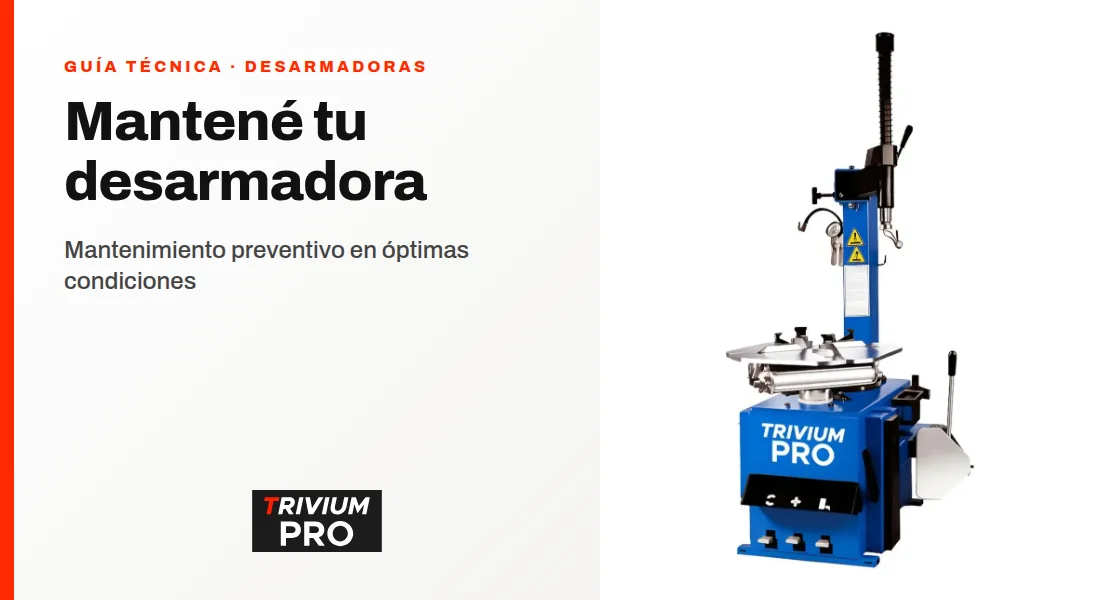 GUÍA TÉCNICA · DESARMADORAS
Mantené tu
desarmadora
Mantenimiento preventivo en óptimas
condiciones
TRIVIUM
PRO
TRIVIUM
PRO